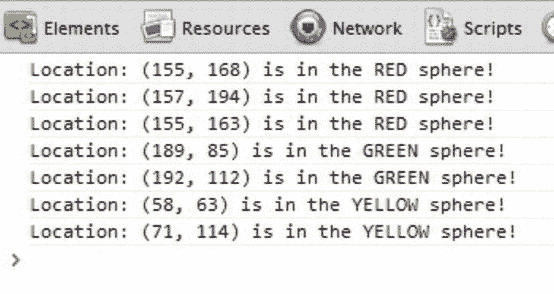 Elements Resources Network Scripts
Location: (155, 168) is in the RED sphere!
Location: (157, 194) is in the RED sphere!
Location: (155, 163) is in the RED sphere!
Location: (189, 85) is in the GREEN sphere!
Location: (192, 112) is in the GREEN sphere!
Location: (58, 63) is in the YELLOW sphere!
Location: (71, 114) is in the YELLOW sphere!
>